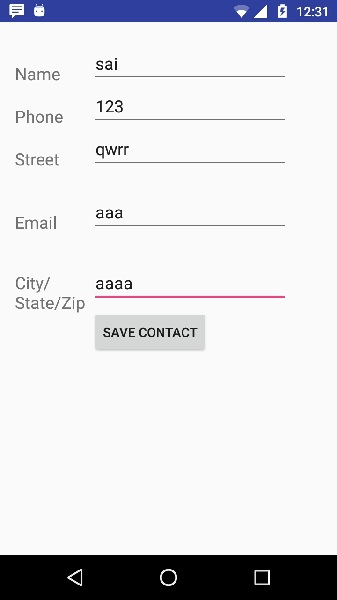 12:31
Name sai
Phone 123
Street qwrr
Email aaa
City/ aaaa
State/Zip
SAVE CONTACT